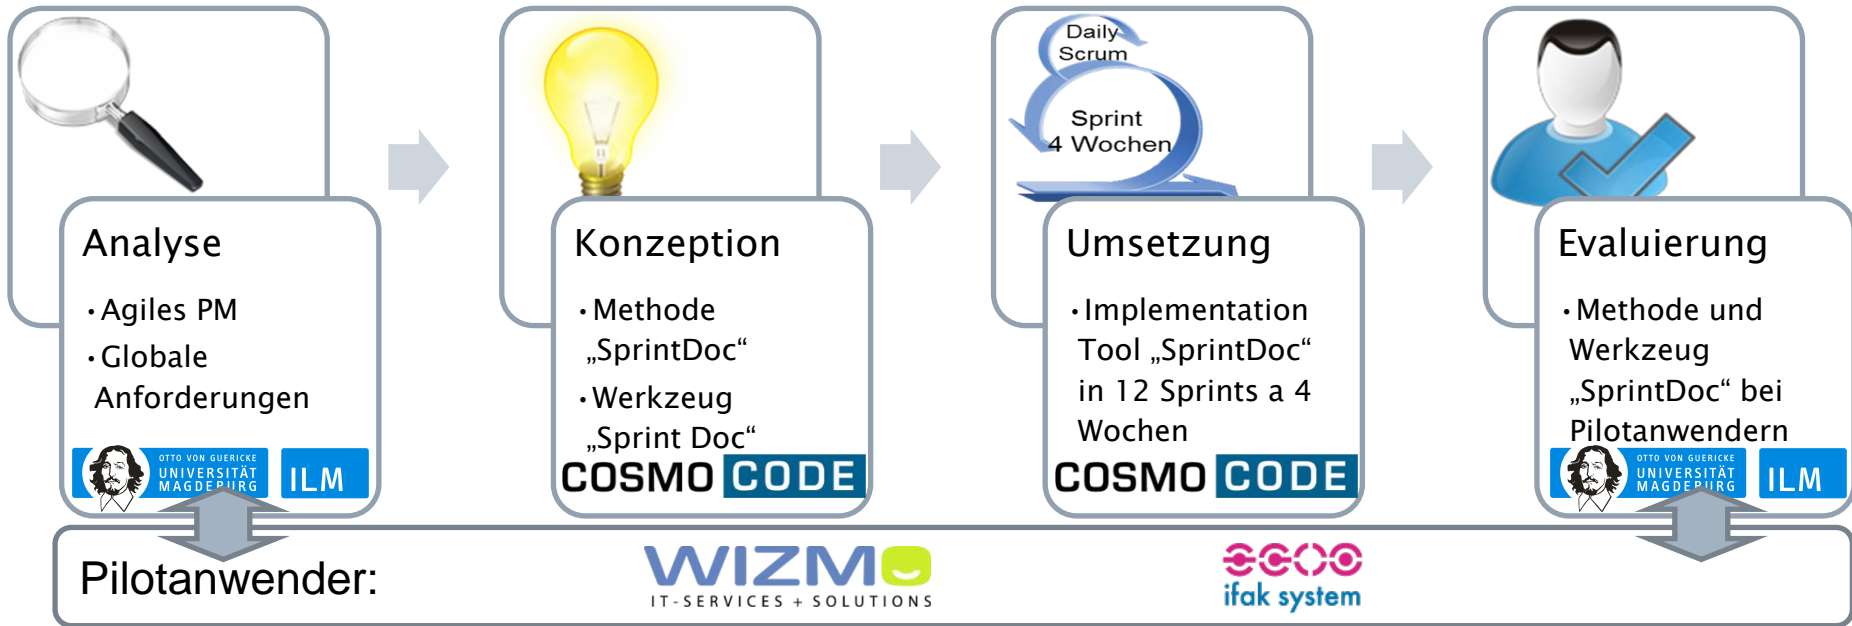 Daily
Scrum
Sprint
4 Wochen
Analyse
·Agiles PM
·Globale
Anforderungen
OTTO VON GUERICKE
UNIVERSITÄT
MAGDEBURG
ILM
Konzeption
·Methode
„SprintDoc“
·Werkzeug
„Sprint Doc“
COSMO CODE
Umsetzung
·Implementation
Tool „SprintDoc“
in 12 Sprints a 4
Wochen
COSMO CODE
Evaluierung
·Methode und
Werkzeug
„SprintDoc“ bei
Pilotanwendern
OTTO VON GUERICKE
UNIVERSITÄT
MAGDEBURG
ILM
Pilotanwender:
WIZMO
IT-SERVICES + SOLUTIONS
ifak system